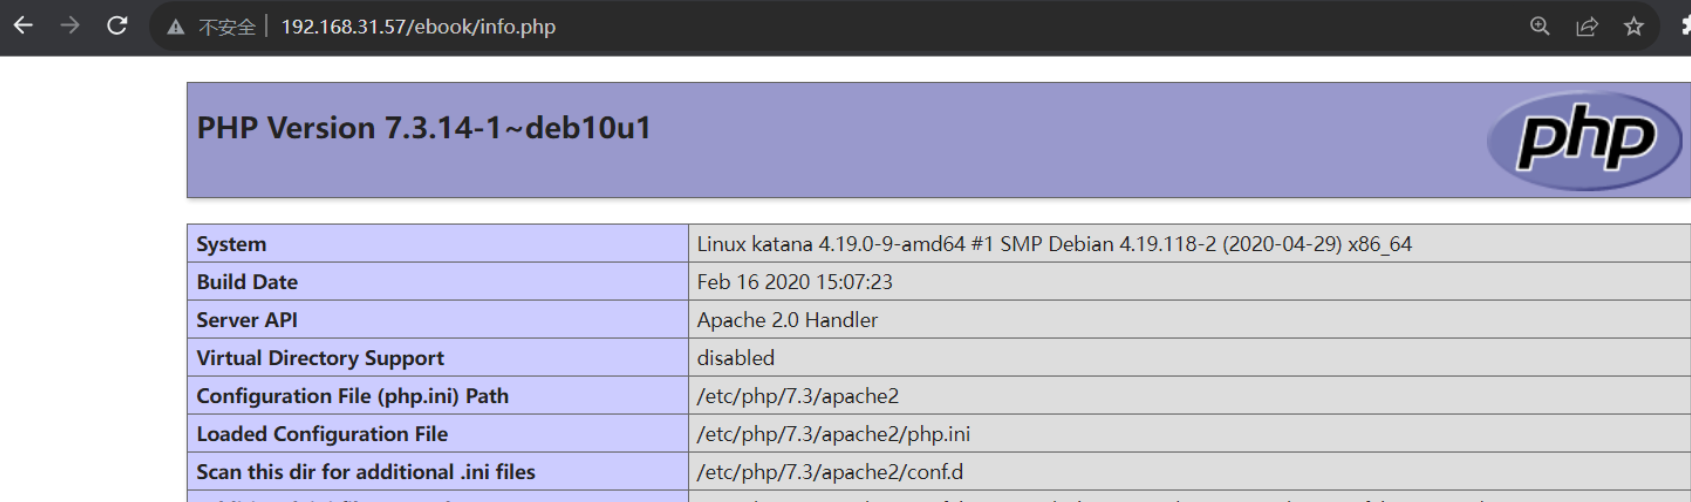 不安全 192.168.31.57/ebook/info.php
PHP Version 7.3.14-1~deb10u1
php
System Linux katana 4.19.0-9-amd64 #1 SMP Debian 4.19.118-2 (2020-04-29) x86_64
Build Date Feb 16 2020 15:07:23
Server API Apache 2.0 Handler
Virtual Directory Support disabled
Configuration File (php.ini) Path /etc/php/7.3/apache2
Loaded Configuration File /etc/php/7.3/apache2/php.ini
Scan this dir for additional .ini files /etc/php/7.3/apache2/conf.d